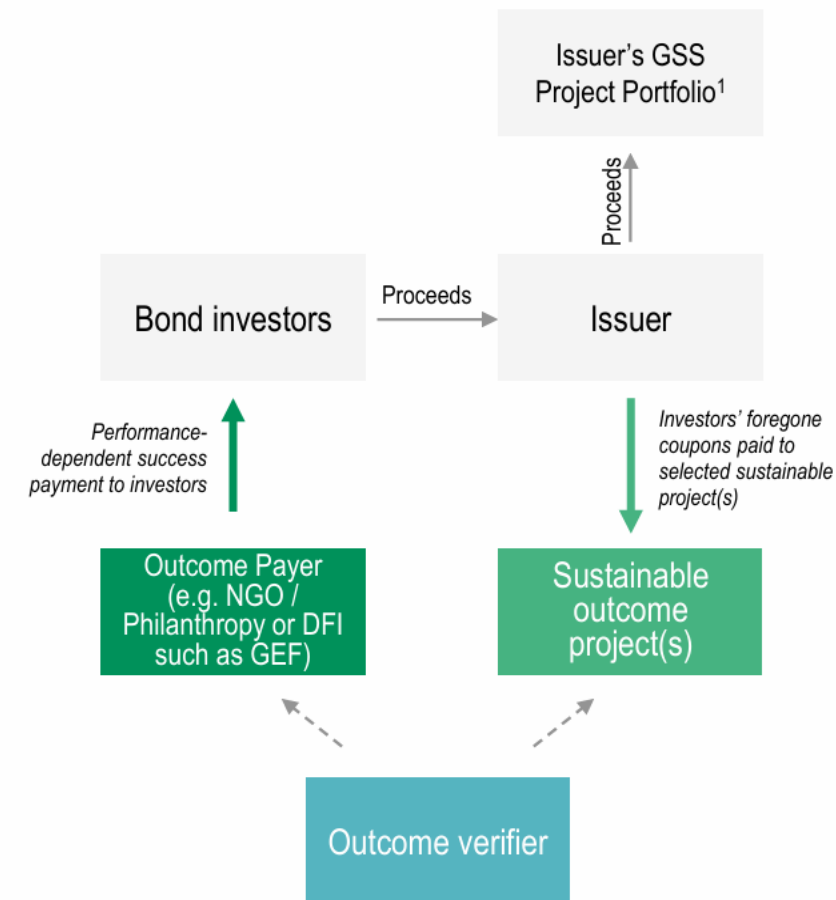 Issuer's GSS
Project Portfolio¹
Proceeds
Bond investors
Proceeds
Issuer
Performance-
dependent success
payment to investors
Investors' foregone
coupons paid to
selected sustainable
project(s)
Outcome Payer
(e.g. NGO /
Philanthropy or DFI
such as GEF)
Sustainable
outcome
project(s)
Outcome verifier